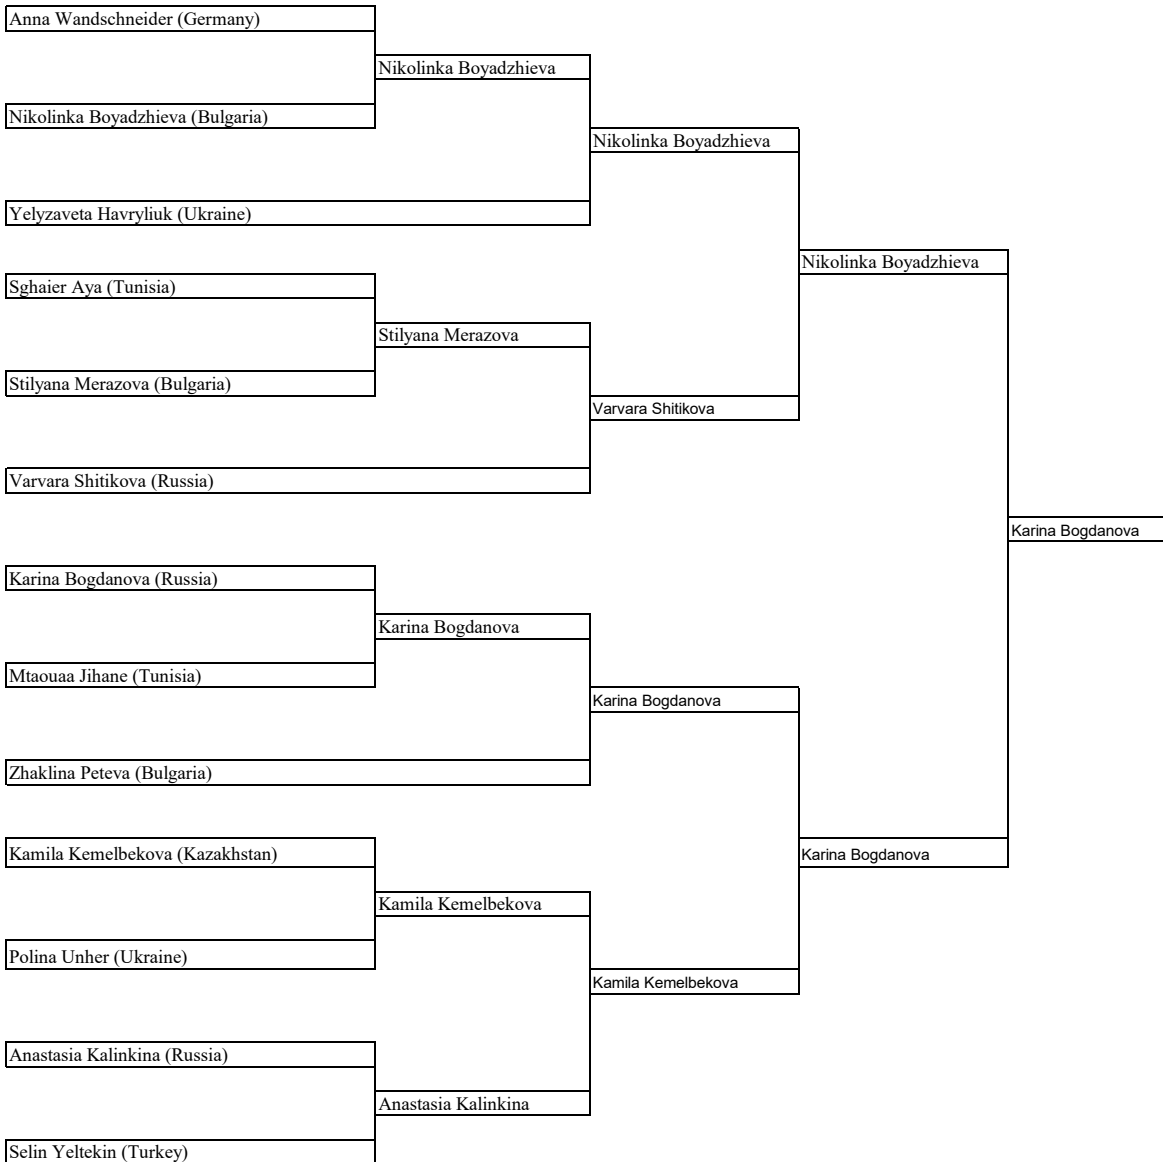 Anna Wandschneider (Germany)
Nikolinka Boyadzhieva
Nikolinka Boyadzhieva (Bulgaria)
Nikolinka Boyadzhieva
Yelyzaveta Havryliuk (Ukraine)
Nikolinka Boyadzhieva
Sghaier Aya (Tunisia)
Stilyana Merazova
Stilyana Merazova (Bulgaria)
Varvara Shitikova
Varvara Shitikova (Russia)
Karina Bogdanova
Karina Bogdanova (Russia)
Karina Bogdanova
Mtaouaa Jihane (Tunisia)
Karina Bogdanova
Zhaklina Peteva (Bulgaria)
Kamila Kemelbekova (Kazakhstan)
Karina Bogdanova
Kamila Kemelbekova
Polina Unher (Ukraine)
Kamila Kemelbekova
Anastasia Kalinkina (Russia)
Anastasia Kalinkina
Selin Yeltekin (Turkey)